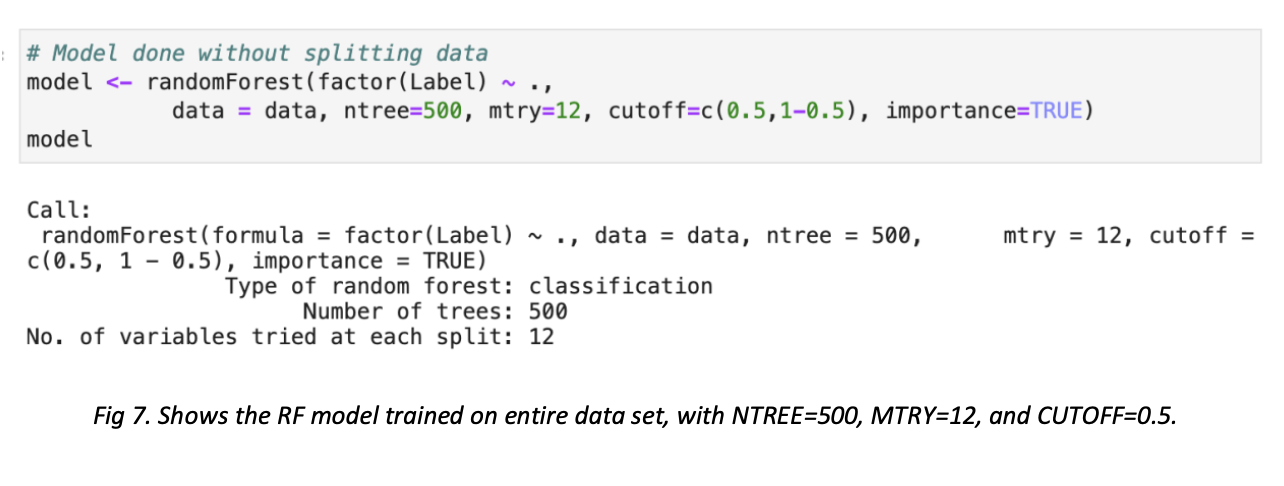 # Model done without splitting data
model <- randomForest(factor(Label) ~ .,
data = data, ntree=500, mtry=12, cutoff=c(0.5,1-0.5), importance=TRUE)
model
Call:
randomForest(formula = factor(Label) ~ ., data = data, ntree = 500, mtry = 12, cutoff =
c(0.5, 1 - 0.5), importance = TRUE)
Type of random forest: classification
Number of trees: 500
No. of variables tried at each split: 12
Fig 7. Shows the RF model trained on entire data set, with NTREE=500, MTRY=12, and CUTOFF=0.5.